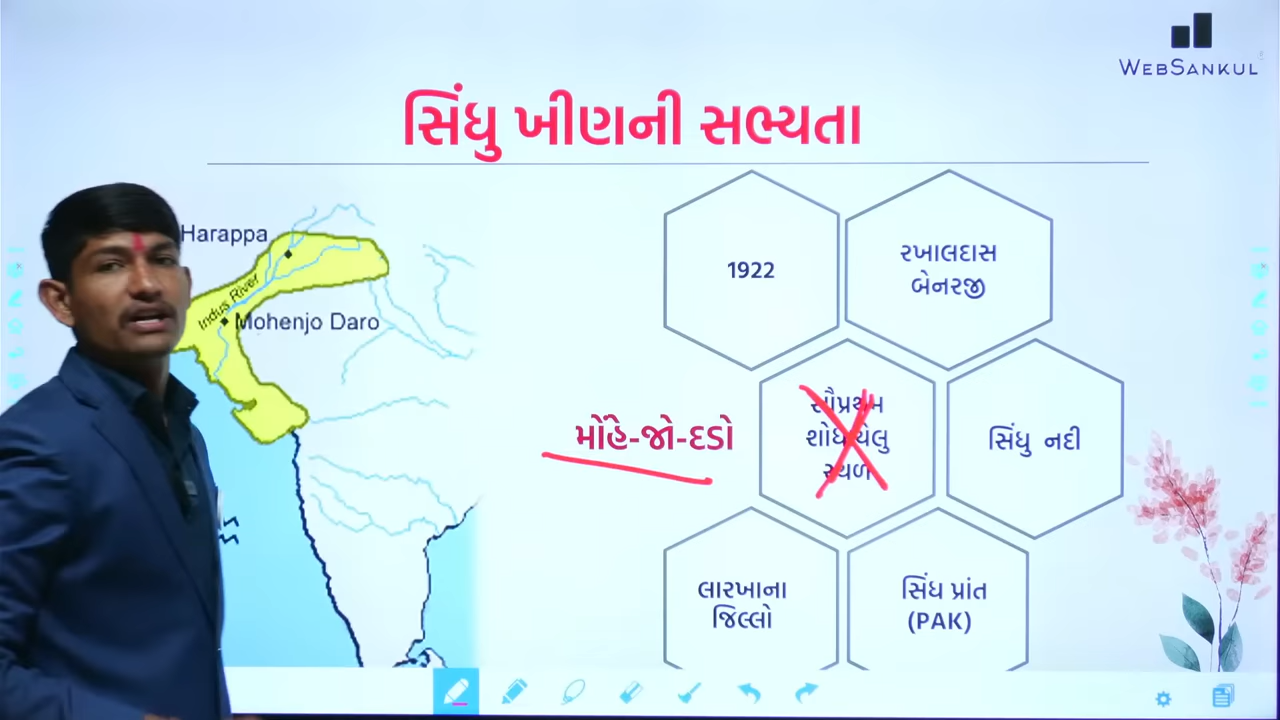 WEBSANKUL
સિંધુ ખીણની સભ્યતા
Harappa
Indus River
Mohenjo Daro
1922
રખાલદાસ
બેનરજી
મોંહે-જો-દડો
સૌપ્રથમ
શોધાયેલુ
સ્થળ
સિંધુ નદી
લારખાના
જિલ્લો
સિંધ પ્રાંત
(PAK)